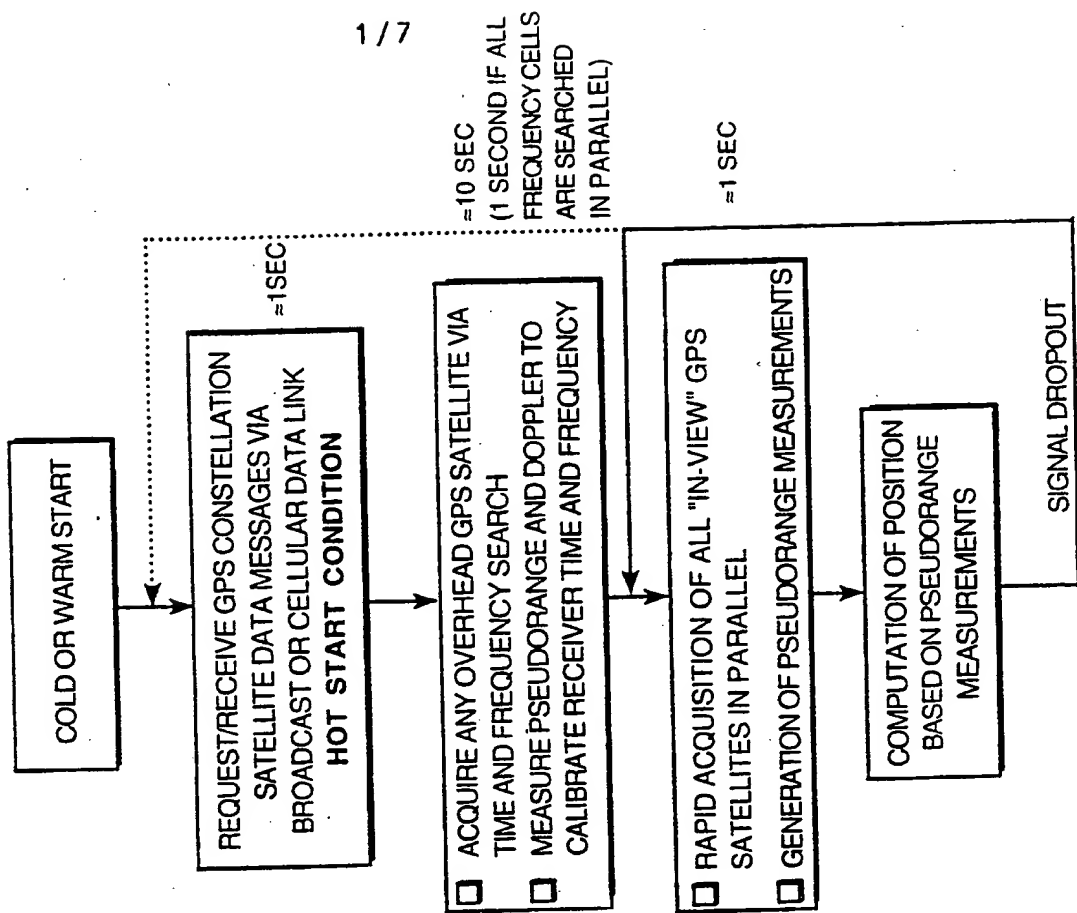 1/7
COLD OR WARM START
REQUEST/RECEIVE GPS CONSTELLATION
SATELLITE DATA MESSAGES VIA
BROADCAST OR CELLULAR DATA LINK
HOT START CONDITION
≈1SEC
ACQUIRE ANY OVERHEAD GPS SATELLITE VIA
TIME AND FREQUENCY SEARCH
MEASURE PSEUDORANGE AND DOPPLER TO
CALIBRATE RECEIVER TIME AND FREQUENCY
≈10 SEC
(1 SECOND IF ALL
FREQUENCY CELLS
ARE SEARCHED
IN PARALLEL)
RAPID ACQUISITION OF ALL "IN-VIEW" GPS
SATELLITES IN PARALLEL
GENERATION OF PSEUDORANGE MEASUREMENTS
≈1 SEC
COMPUTATION OF POSITION
BASED ON PSEUDORANGE
MEASUREMENTS
SIGNAL DROPOUT